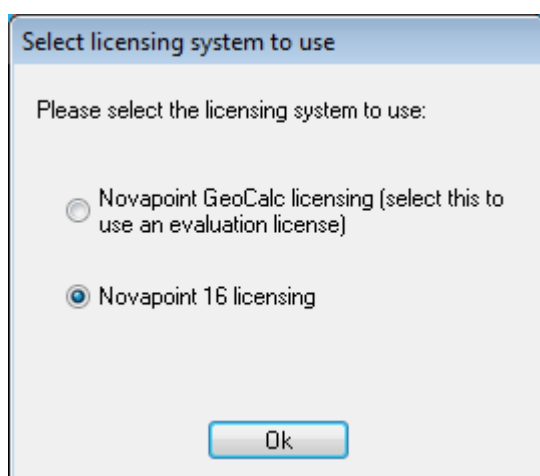 Select licensing system to use
Please select the licensing system to use:
Novapoint GeoCalc licensing (select this to
use an evaluation license)
Novapoint 16 licensing
Ok